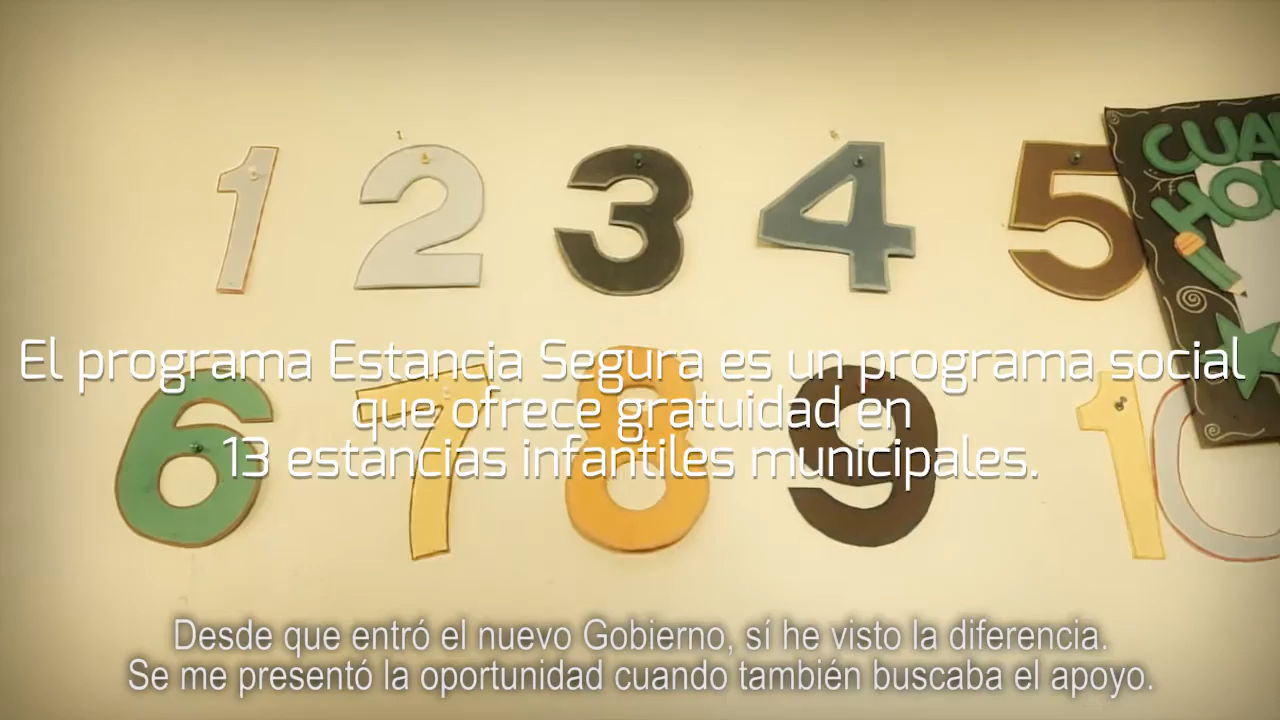 1 2 3 4 5
CUA
HO
El programa Estancia Segura es un programa social
que ofrece gratuidad en
13 estancias infantiles municipales.
6 7 8 9 10
Desde que entró el nuevo Gobierno, sí he visto la diferencia.
Se me presentó la oportunidad cuando también buscaba el apoyo.